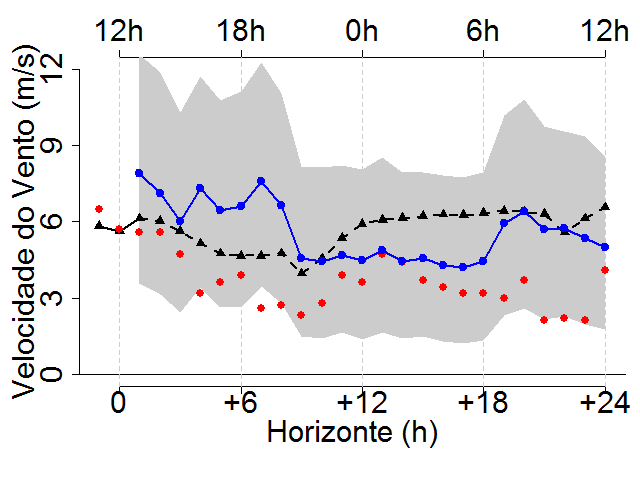 12h 18h 0h 6h 12h
Velocidade do Vento (m/s)
12
9
6
3
0
0 +6 +12 +18 +24
Horizonte (h)